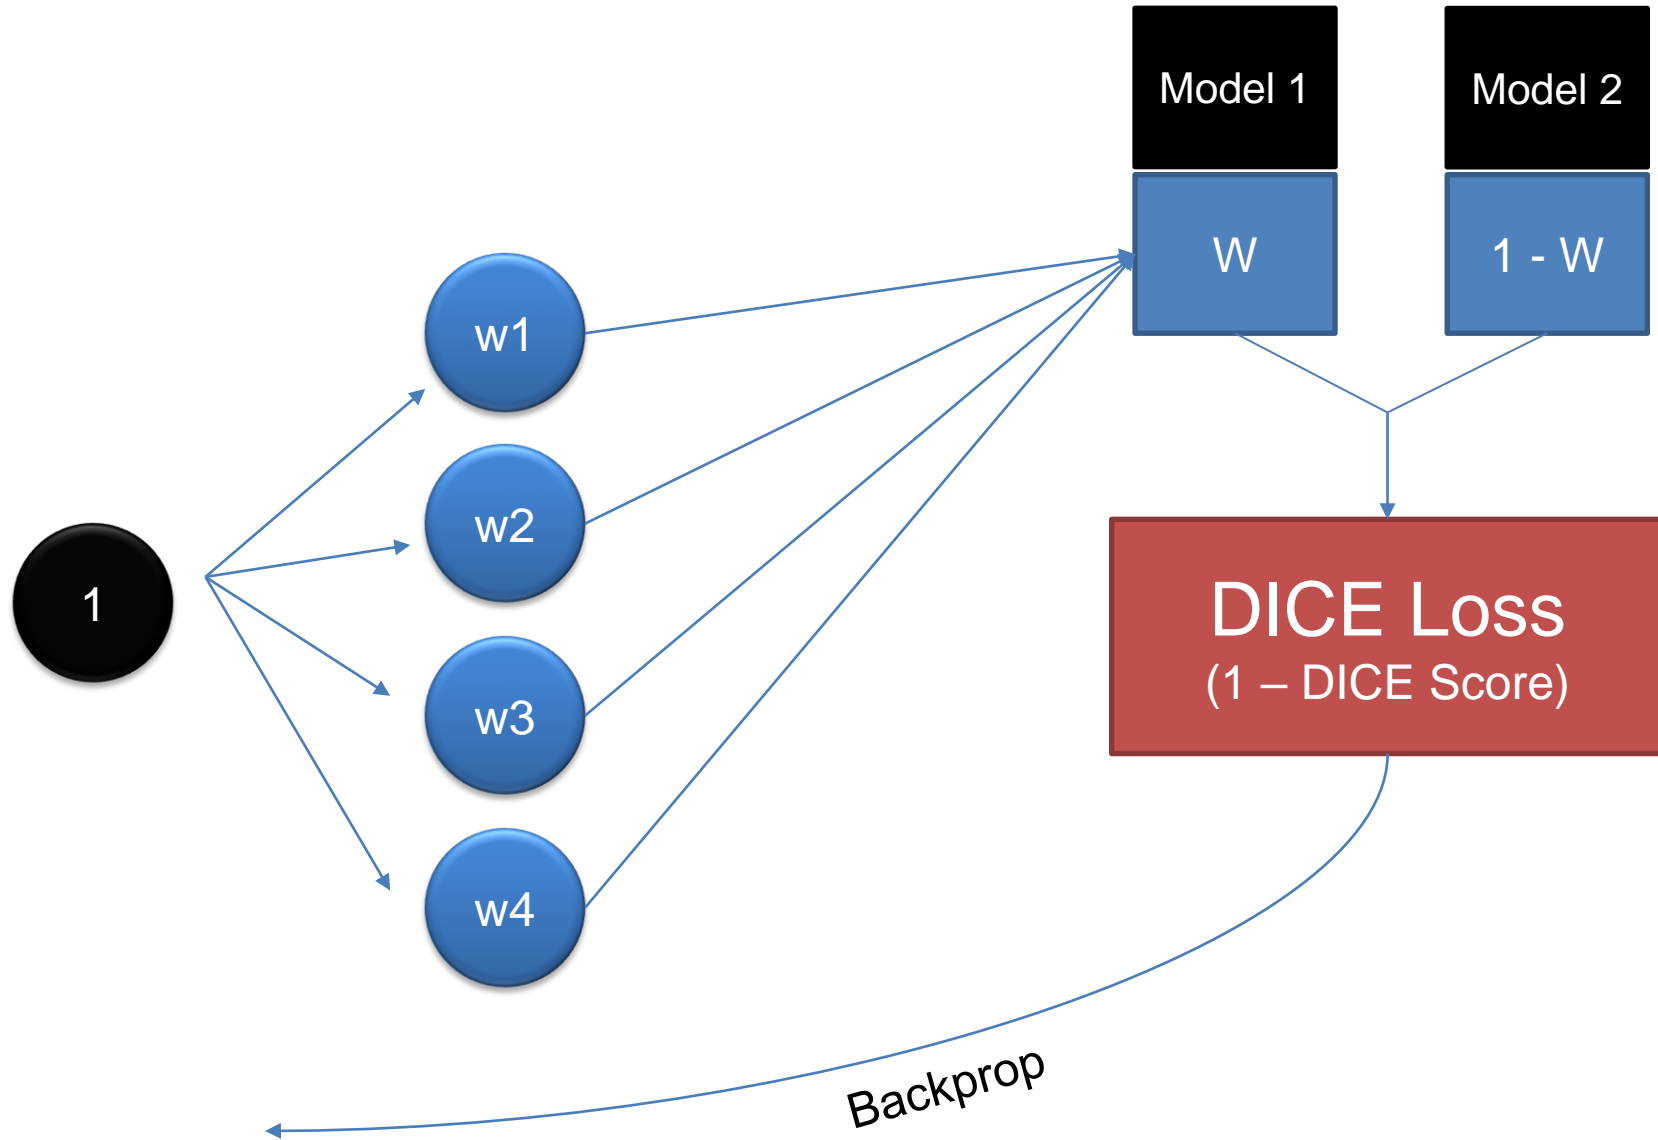 Model 1
Model 2
W
1 - W
w1
w2
w3
w4
1
DICE Loss
(1 – DICE Score)
Backprop